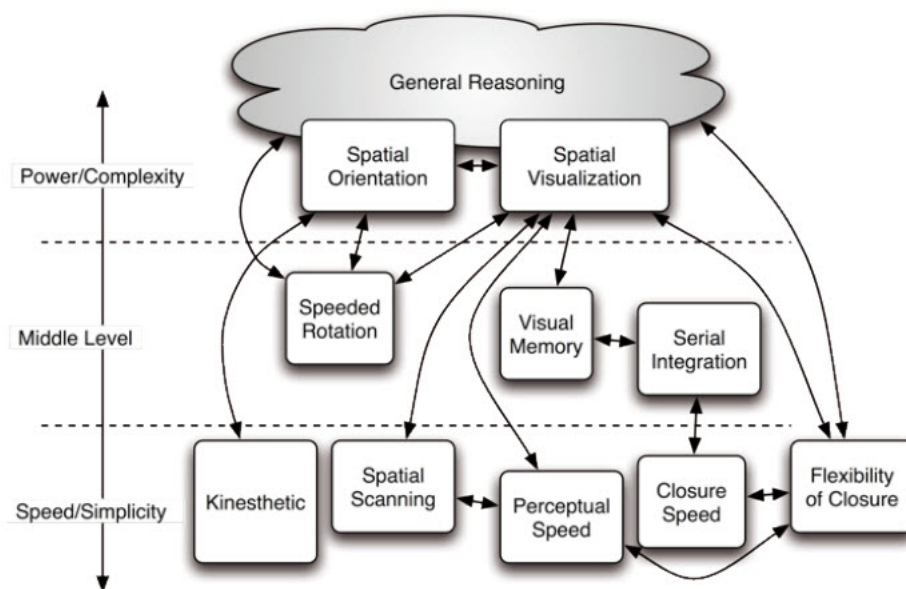 General Reasoning
Power/Complexity
Spatial
Orientation
Spatial
Visualization
Middle Level
Speeded
Rotation
Visual
Memory
Serial
Integration
Speed/Simplicity
Kinesthetic
Spatial
Scanning
Perceptual
Speed
Closure
Speed
Flexibility
of Closure